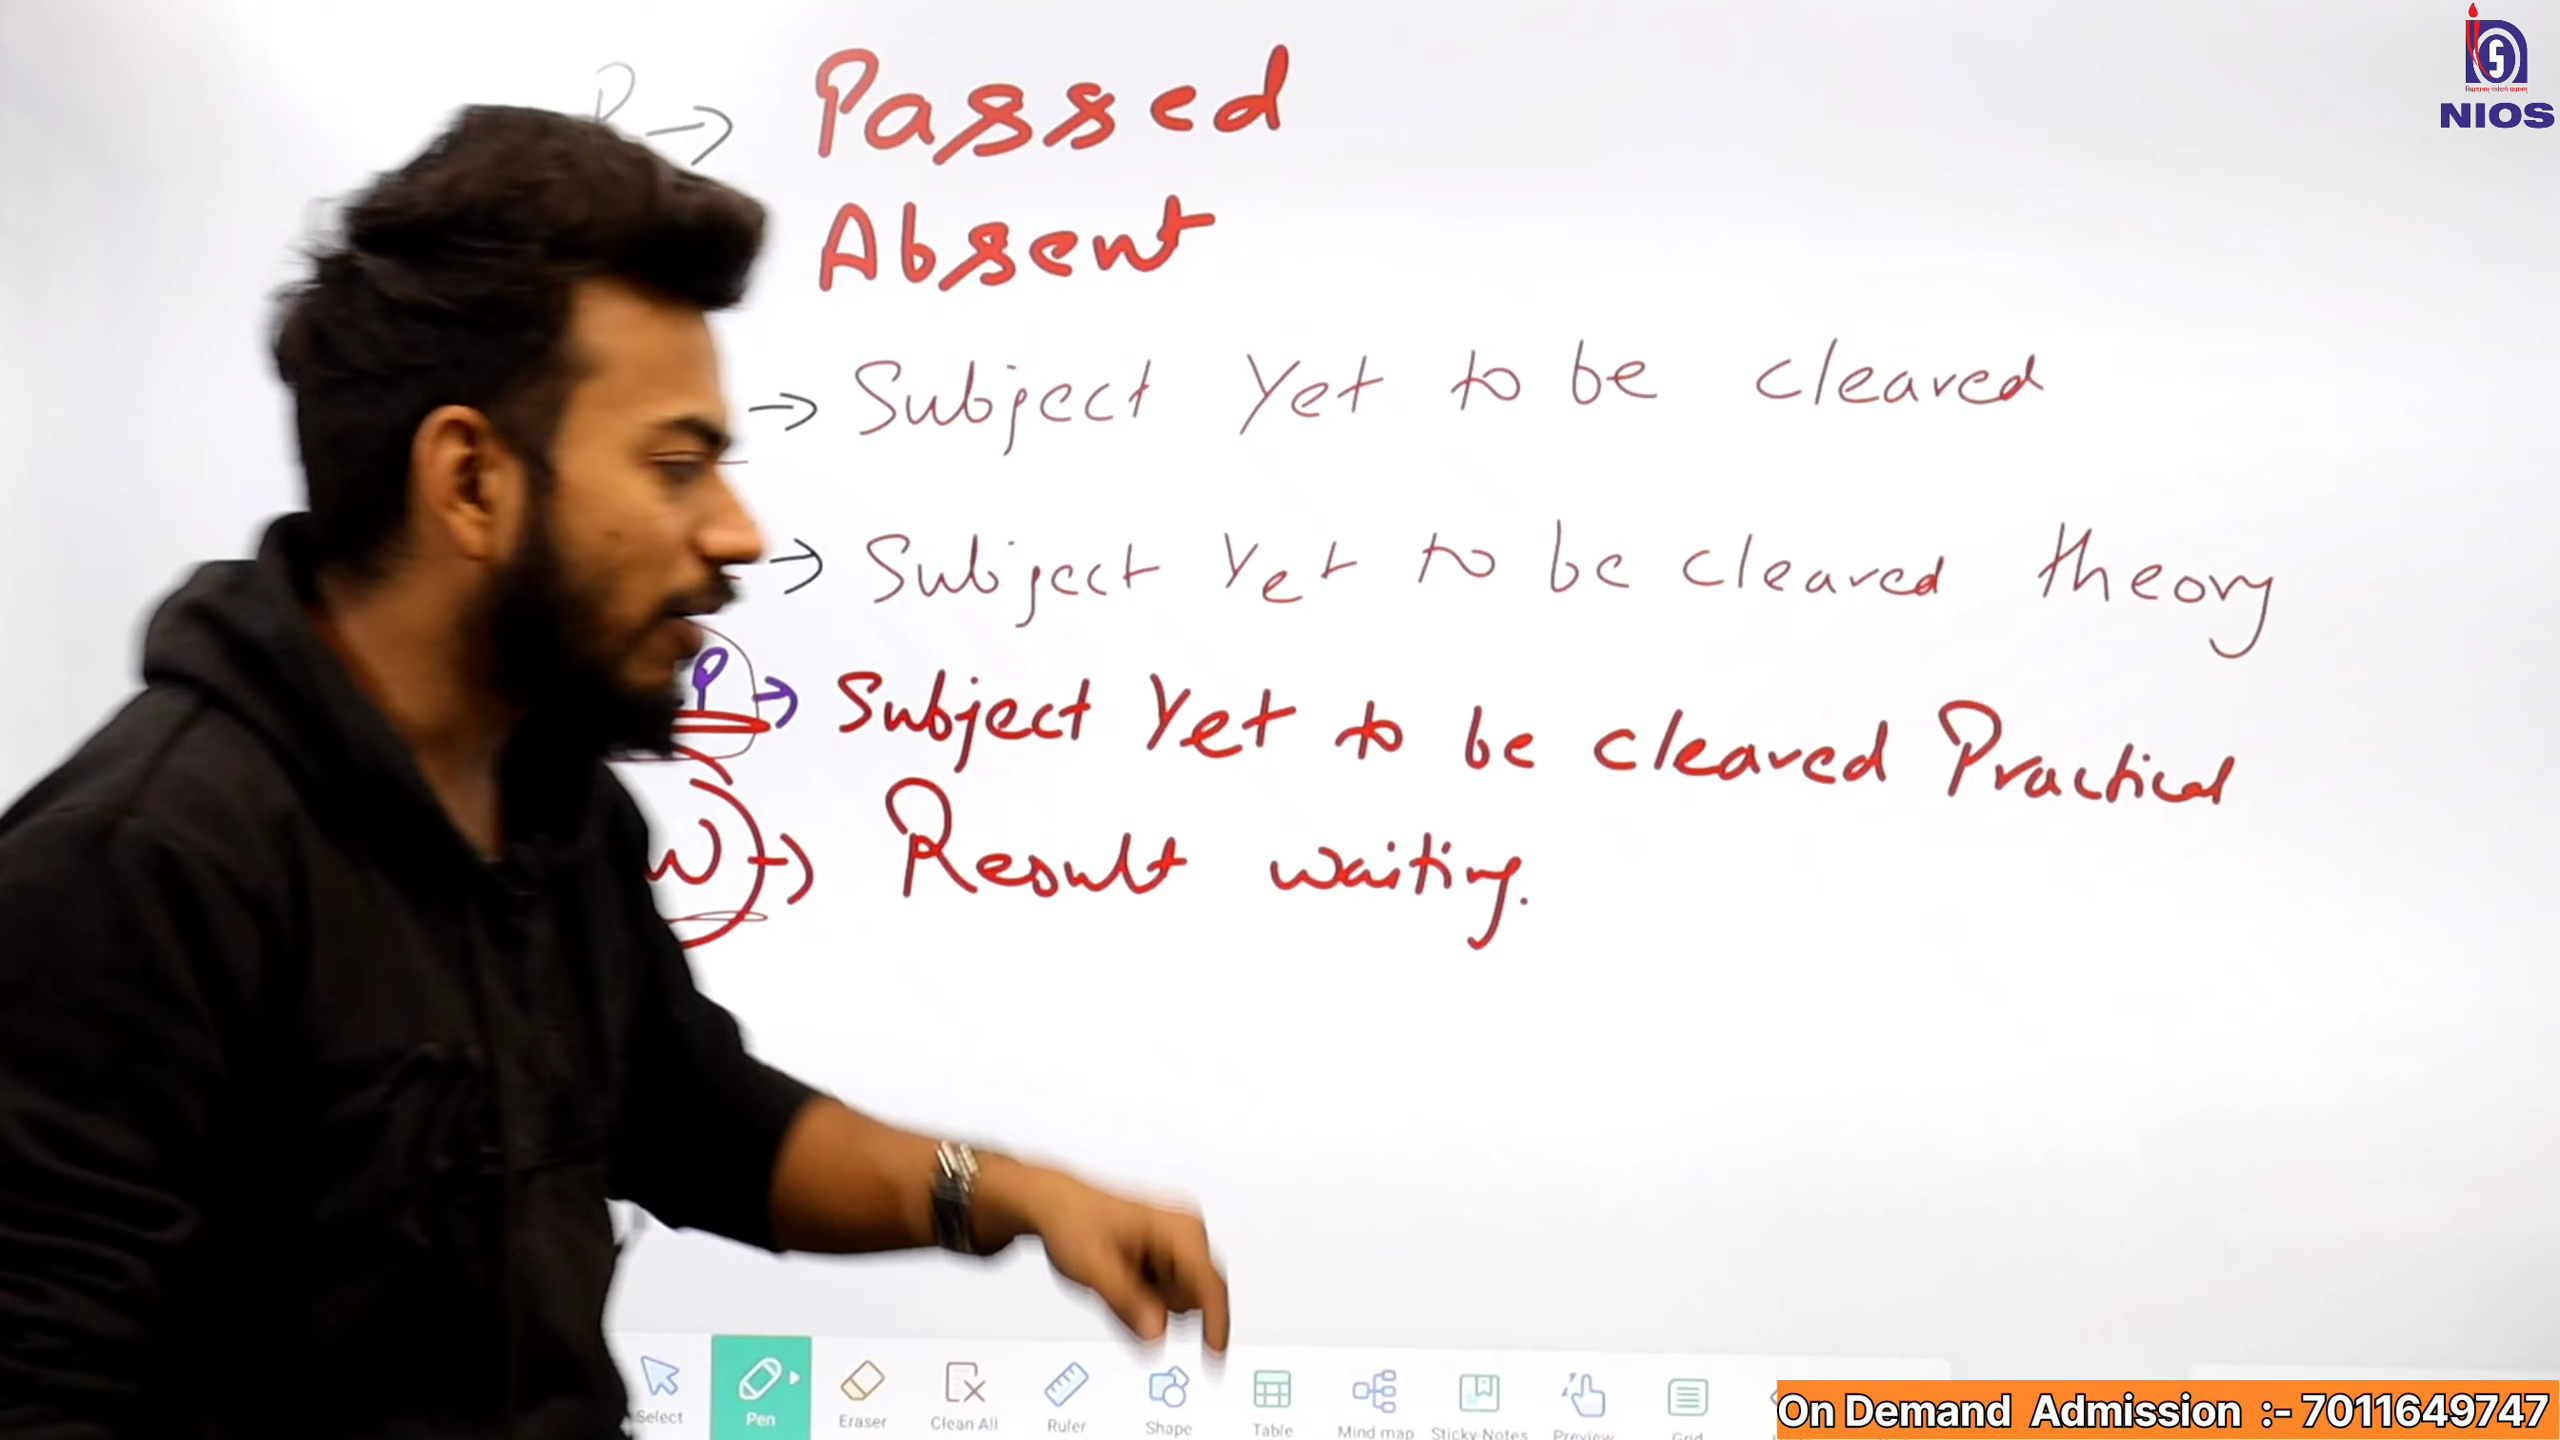 P → Passed
Absent
→ Subject Yet to be cleared
→ Subject Yet to be cleared theory
P → Subject Yet to be cleared Practical
W → Result waiting.
NIOS
Select
Pen
Eraser
Clean All
Ruler
Shape
Table
Mind map
Sticky-Notes
Preview
Grid
On Demand Admission :- 7011649747